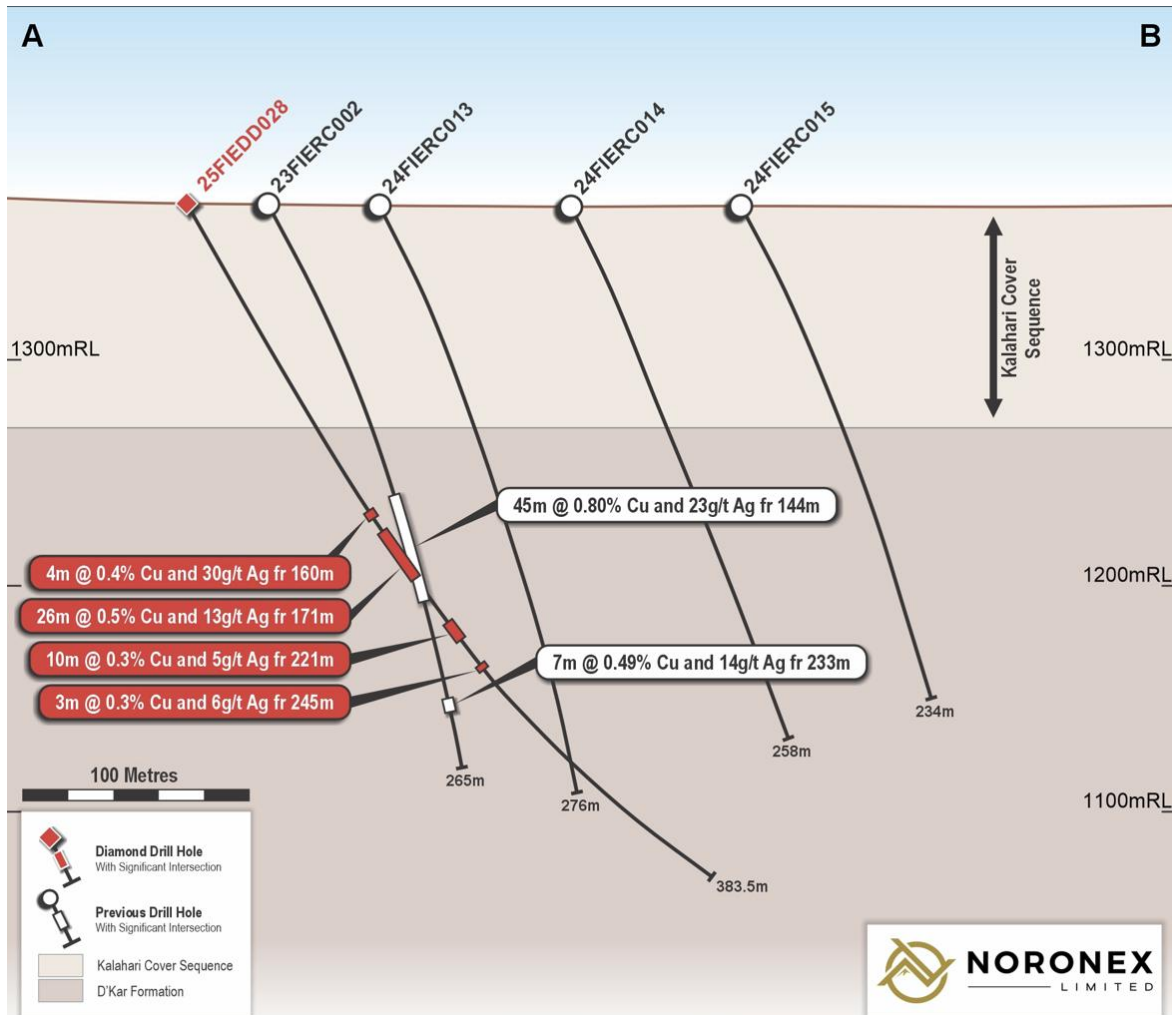 A
B
25FIEDD028
23FIERC002
24FIERC013
24FIERC014
24FIERC015
Kalahari Cover
Sequence
1300mRL
1300mRL
45m @ 0.80% Cu and 23g/t Ag fr 144m
4m @ 0.4% Cu and 30g/t Ag fr 160m
1200mRL
26m @ 0.5% Cu and 13g/t Ag fr 171m
10m @ 0.3% Cu and 5g/t Ag fr 221m
7m @ 0.49% Cu and 14g/t Ag fr 233m
3m @ 0.3% Cu and 6g/t Ag fr 245m
234m
258m
265m
276m
1100mRL
383.5m
100 Metres
Diamond Drill Hole
With Significant Intersection
Previous Drill Hole
With Significant Intersection
Kalahari Cover Sequence
D'Kar Formation
NORONEX
LIMITED